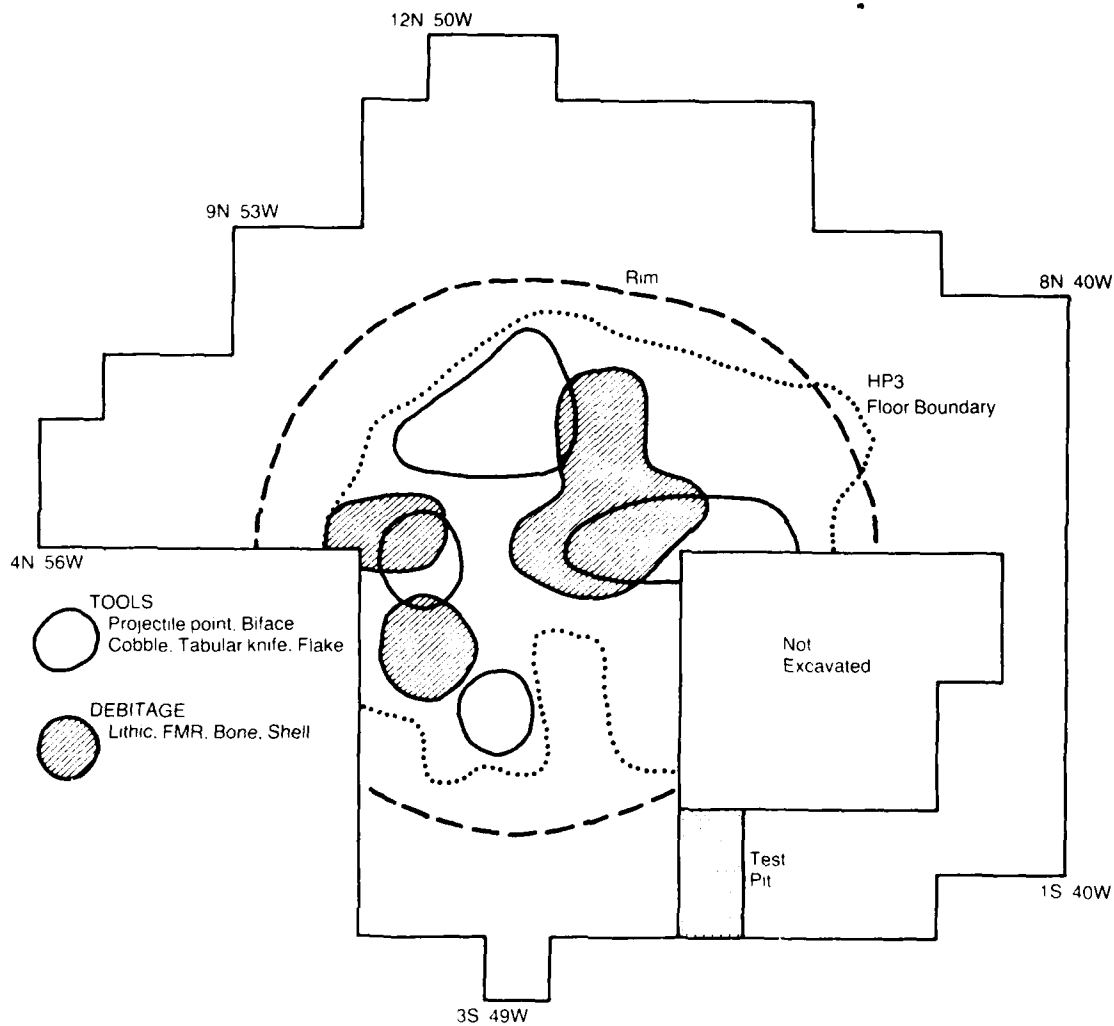 12N 50W
9N 53W
Rim
8N 40W
HP3
Floor Boundary
4N 56W
TOOLS
Projectile point, Biface
Cobble, Tabular knife, Flake
Not
Excavated
DEBITAGE
Lithic, FMR, Bone, Shell
Test
Pit
1S 40W
3S 49W